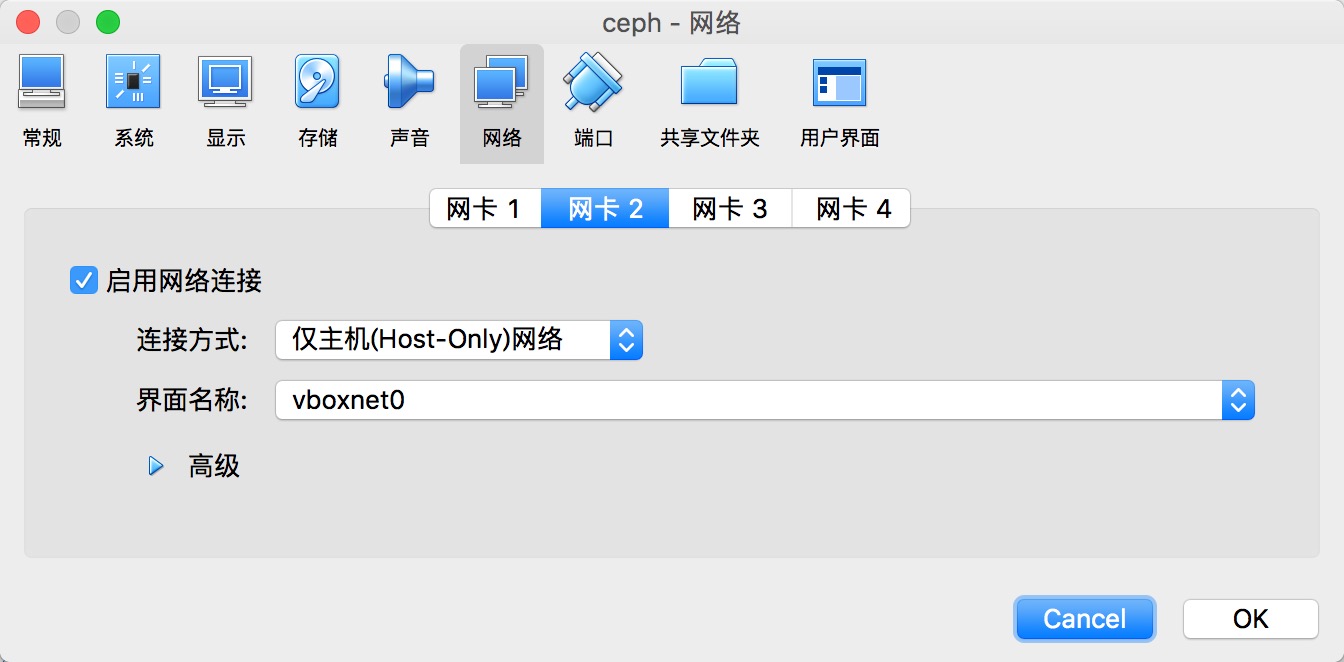 ceph - 网络
常规 系统 显示 存储 声音 网络 端口 共享文件夹 用户界面
网卡 1 网卡 2 网卡 3 网卡 4
启用网络连接
连接方式: 仅主机(Host-Only)网络
界面名称: vboxnet0
高级
Cancel OK